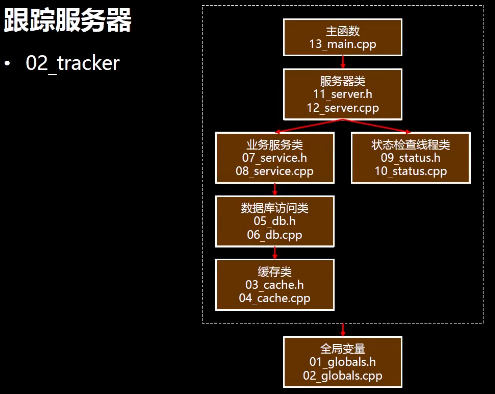 跟踪服务器
• 02_tracker
主函数
13_main.cpp
服务器类
11_server.h
12_server.cpp
业务服务类
07_service.h
08_service.cpp
状态检查线程类
09_status.h
10_status.cpp
数据库访问类
05_db.h
06_db.cpp
缓存类
03_cache.h
04_cache.cpp
全局变量
01_globals.h
02_globals.cpp